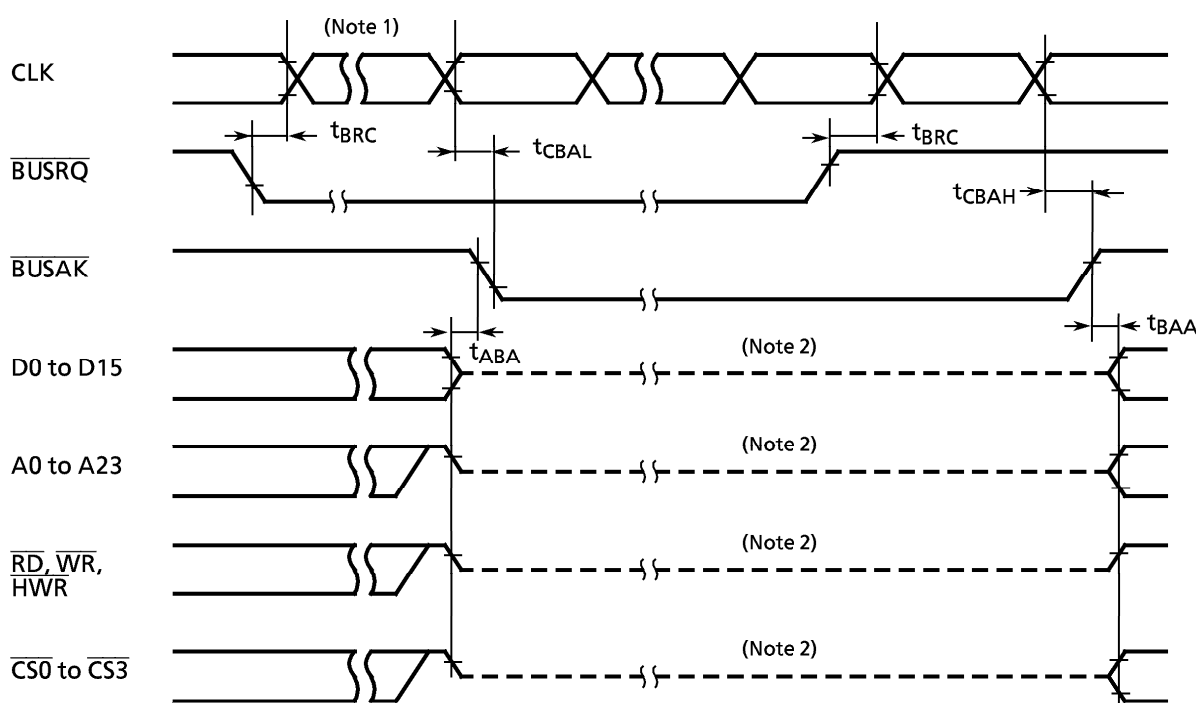 (Note 1)
CLK
tBRC
tCBAL
tBRC
BUSRQ
tCBAH
BUSAK
tABA
tBAA
(Note 2)
D0 to D15
(Note 2)
A0 to A23
(Note 2)
RD, WR,
HWR
(Note 2)
CS0 to CS3